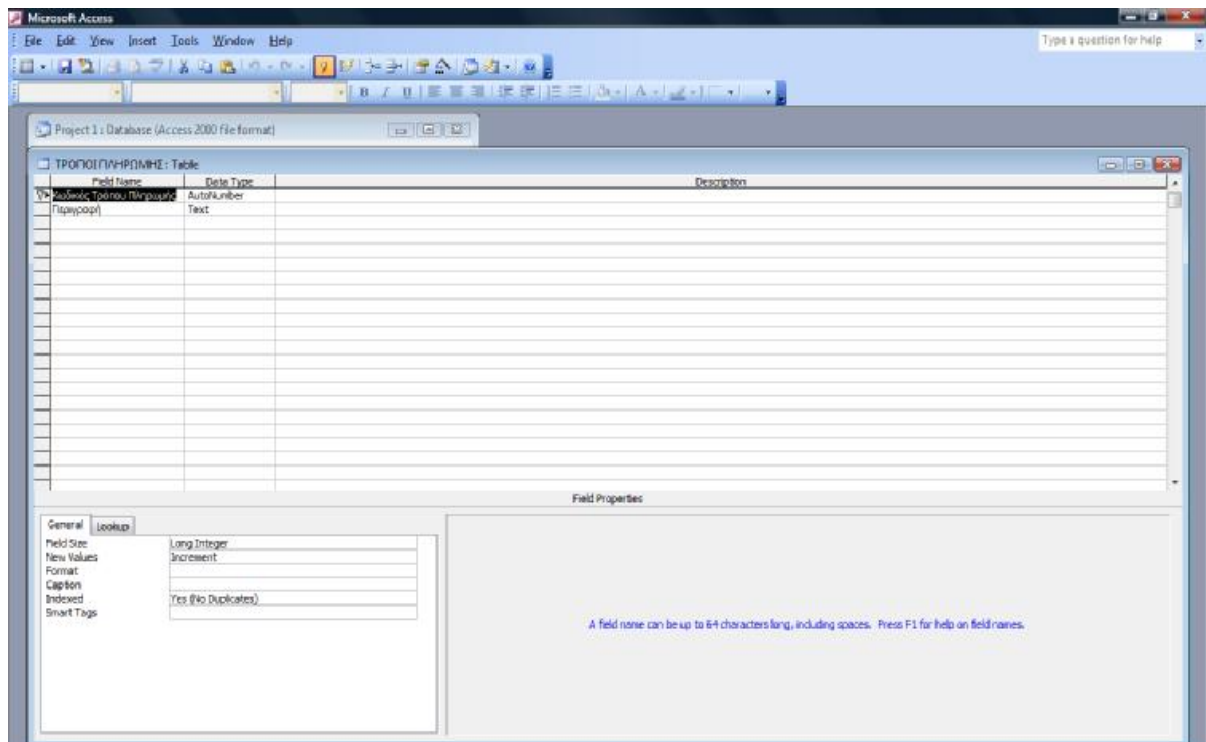 Microsoft Access
File Edit View Insert Tools Window Help
Type a question for help
B I U A
Project 1 : Database (Access 2000 file format)
ΤΡΟΠΟΙ ΠΛΗΡΩΜΗΣ : Table
Field Name Data Type Description
Κωδικός Τρόπου Πληρωμής AutoNumber
Περιγραφή Text
Field Properties
General Lookup
Field Size Long Integer
New Values Increment
Format
Caption
Indexed Yes (No Duplicates)
Smart Tags
A field name can be up to 64 characters long, including spaces. Press F1 for help on field names.